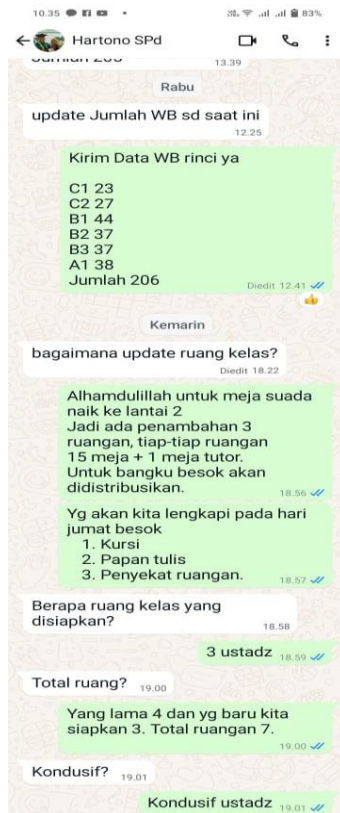 10.35
83%
Hartono SPd
13.39
Rabu
update Jumlah WB sd saat ini
12.25
Kirim Data WB rinci ya
C1 23
C2 27
B1 44
B2 37
B3 37
A1 38
Jumlah 206
Diedit 12.41
Kemarin
bagaimana update ruang kelas?
Diedit 18.22
Alhamdulillah untuk meja suada
naik ke lantai 2
Jadi ada penambahan 3
ruangan, tiap-tiap ruangan
15 meja + 1 meja tutor.
Untuk bangku besok akan
didistribusikan.
18.56
Yg akan kita lengkapi pada hari
jumat besok
1. Kursi
2. Papan tulis
3. Penyekat ruangan.
18.57
Berapa ruang kelas yang
disiapkan?
18.58
3 ustadz 18.59
Total ruang? 19.00
Yang lama 4 dan yg baru kita
siapkan 3. Total ruangan 7.
19.00
Kondusif? 19.01
Kondusif ustadz 19.01